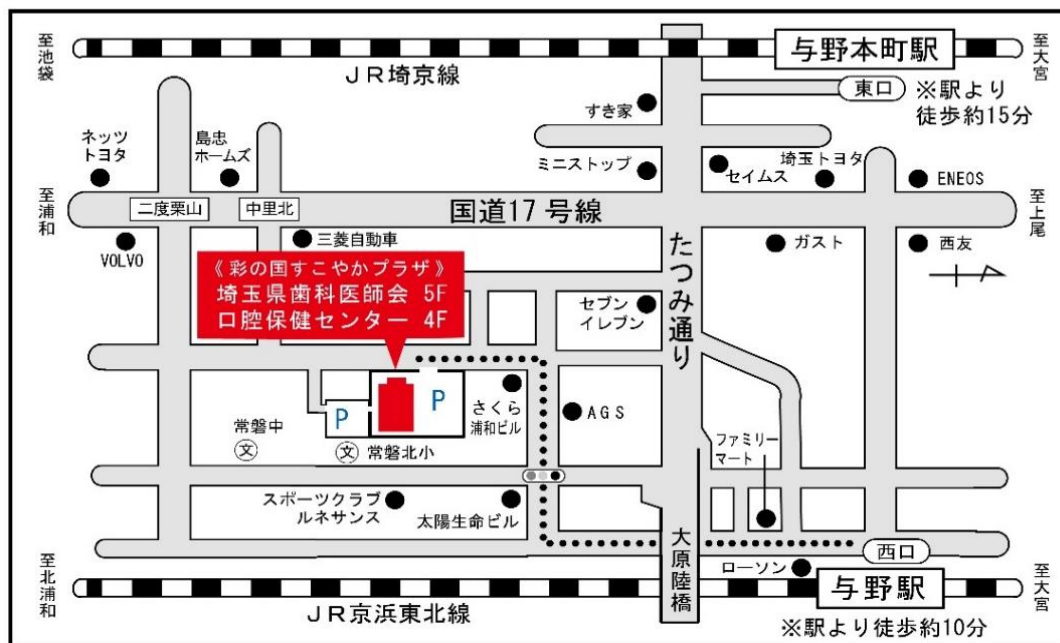 至池袋
JR埼京線
与野本町駅
至大宮
東口
※駅より
徒歩約15分
すき家
ネッツ
トヨタ
島忠
ホームズ
ミニストップ
セイムス
埼玉トヨタ
ENEOS
至浦和
二度栗山
中里北
国道17号線
至上尾
VOLVO
三菱自動車
たつみ通り
ガスト
西友
《彩の国すこやかプラザ》
埼玉県歯科医師会 5F
口腔保健センター 4F
セブン
イレブン
P
P
さくら
浦和ビル
AGS
常磐中
文
文
常磐北小
ファミリー
マート
スポーツクラブ
ルネサンス
太陽生命ビル
大原陸橋
西口
ローソン
至北浦和
JR京浜東北線
与野駅
至大宮
※駅より徒歩約10分